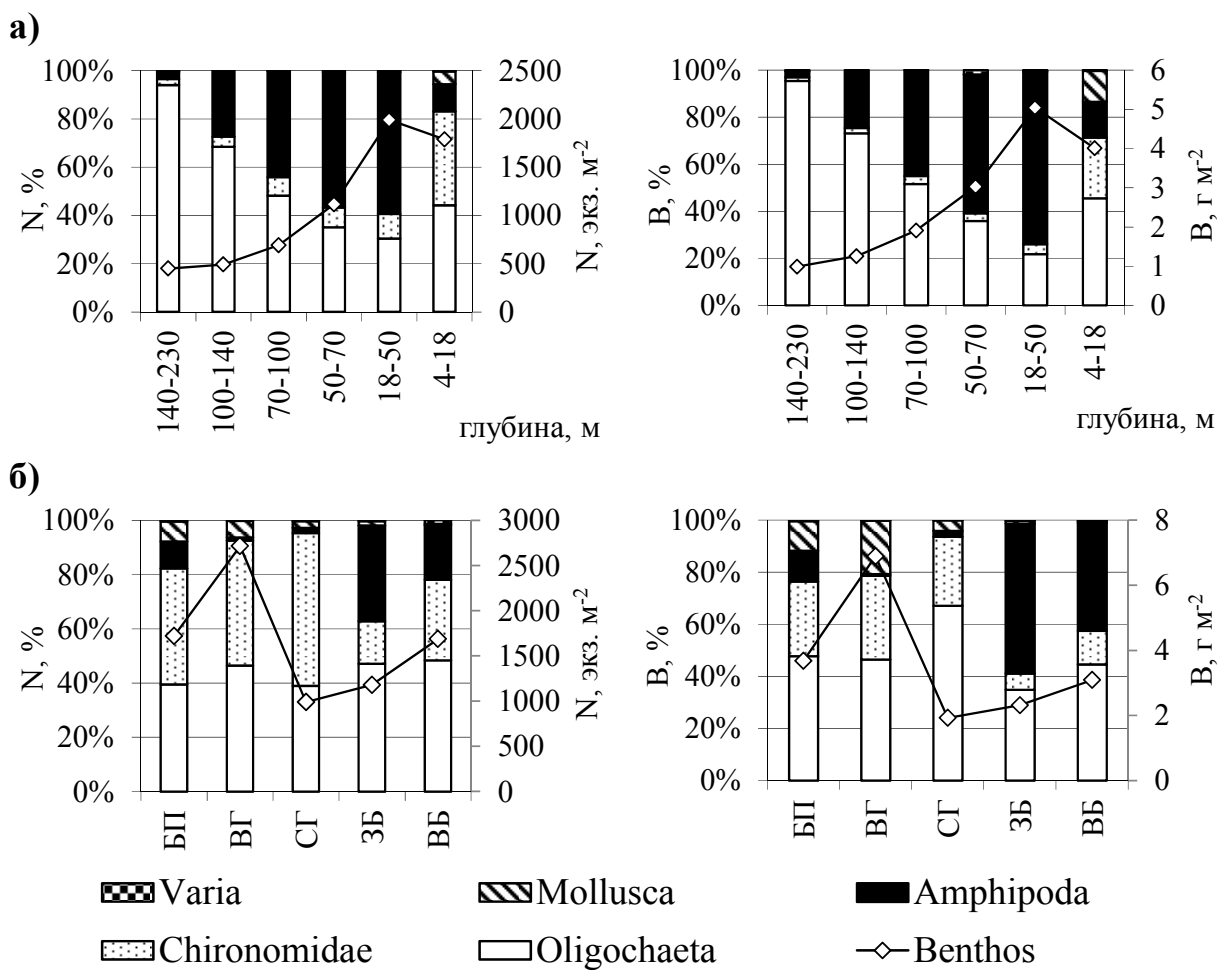 а)
100%
80%
60%
40%
20%
0%
N, %
2500
2000
1500
1000
500
0
N, экз. м⁻²
140-230
100-140
70-100
50-70
18-50
4-18
глубина, м
100%
80%
60%
40%
20%
0%
B, %
6
5
4
3
2
1
0
B, г м⁻²
140-230
100-140
70-100
50-70
18-50
4-18
глубина, м
б)
100%
80%
60%
40%
20%
0%
N, %
3000
2500
2000
1500
1000
500
0
N, экз. м⁻²
БП
ВГ
СГ
ЗБ
ВБ
100%
80%
60%
40%
20%
0%
B, %
8
6
4
2
0
B, г м⁻²
БП
ВГ
СГ
ЗБ
ВБ
Varia
Mollusca
Amphipoda
Chironomidae
Oligochaeta
Benthos